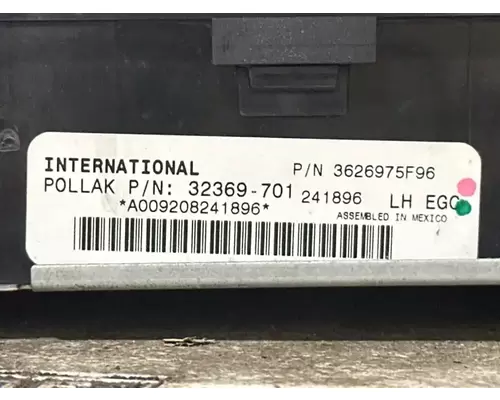 INTERNATIONAL P/N 3626975F96
POLLAK P/N: 32369-701 241896 LH EGC
*A009208241896* ASSEMBLED IN MEXICO